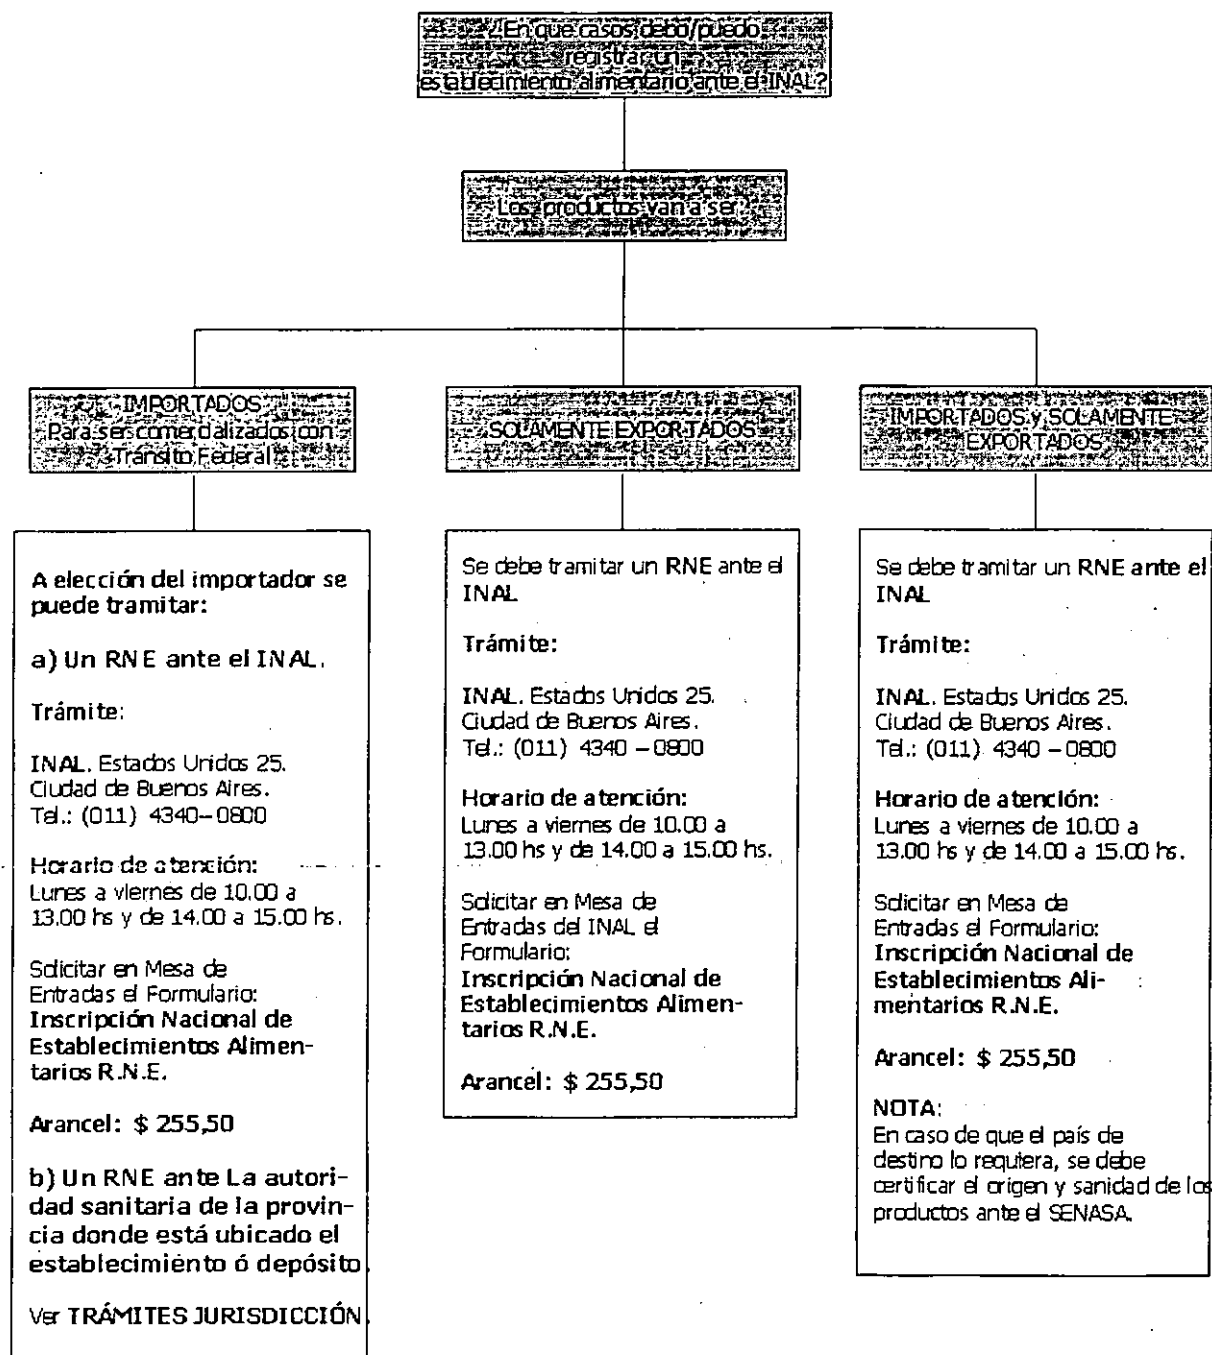 ¿En que casos debo/puedo
registrar un
establecimiento alimentario ante el INAL?
Los productos van a ser:
IMPORTADOS
Para ser comercializados con
Tránsito Federal
A elección del importador se
puede tramitar:
a) Un RNE ante el INAL.
Trámite:
INAL. Estados Unidos 25.
Ciudad de Buenos Aires.
Tel.: (011) 4340–0800
Horario de atención:
Lunes a viernes de 10.00 a
13.00 hs y de 14.00 a 15.00 hs.
Solicitar en Mesa de
Entradas el Formulario:
Inscripción Nacional de
Establecimientos Alimen-
tarios R.N.E.
Arancel: $ 255,50
b) Un RNE ante La autori-
dad sanitaria de la provin-
cia donde está ubicado el
establecimiento ó depósito.
Ver TRÁMITES JURISDICCIÓN.
SOLAMENTE EXPORTADOS
Se debe tramitar un RNE ante el
INAL
Trámite:
INAL. Estados Unidos 25.
Ciudad de Buenos Aires.
Tel.: (011) 4340 – 0800
Horario de atención:
Lunes a viernes de 10.00 a
13.00 hs y de 14.00 a 15.00 hs.
Solicitar en Mesa de
Entradas del INAL el
Formulario:
Inscripción Nacional de
Establecimientos Alimen-
tarios R.N.E.
Arancel: $ 255,50
IMPORTADOS y SOLAMENTE
EXPORTADOS
Se debe tramitar un RNE ante el
INAL
Trámite:
INAL. Estados Unidos 25.
Ciudad de Buenos Aires.
Tel.: (011) 4340 – 0800
Horario de atención:
Lunes a viernes de 10.00 a
13.00 hs y de 14.00 a 15.00 hs.
Solicitar en Mesa de
Entradas el Formulario:
Inscripción Nacional de
Establecimientos Ali-
mentarios R.N.E.
Arancel: $ 255,50
NOTA:
En caso de que el país de
destino lo requiera, se debe
certificar el origen y sanidad de los
productos ante el SENASA.